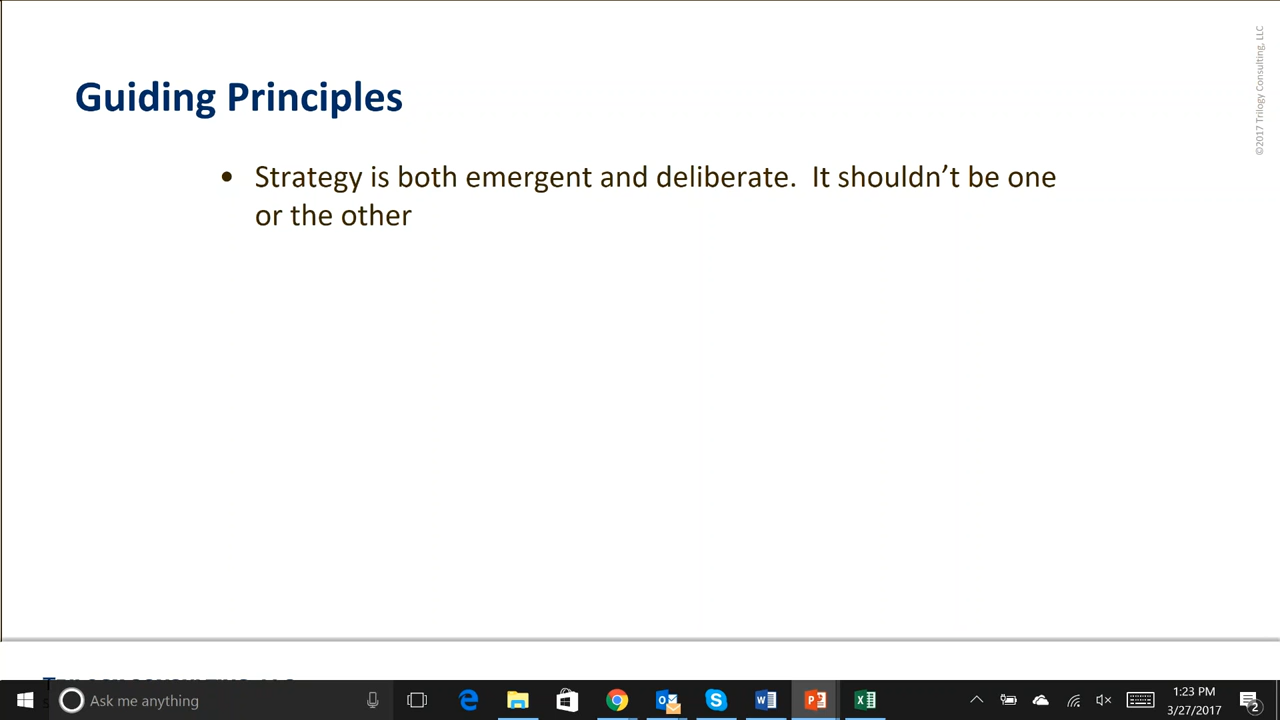 ©2017 Trilogy Consulting, LLC
Guiding Principles
• Strategy is both emergent and deliberate.  It shouldn’t be one
or the other
Ask me anything
1:23 PM
3/27/2017
2